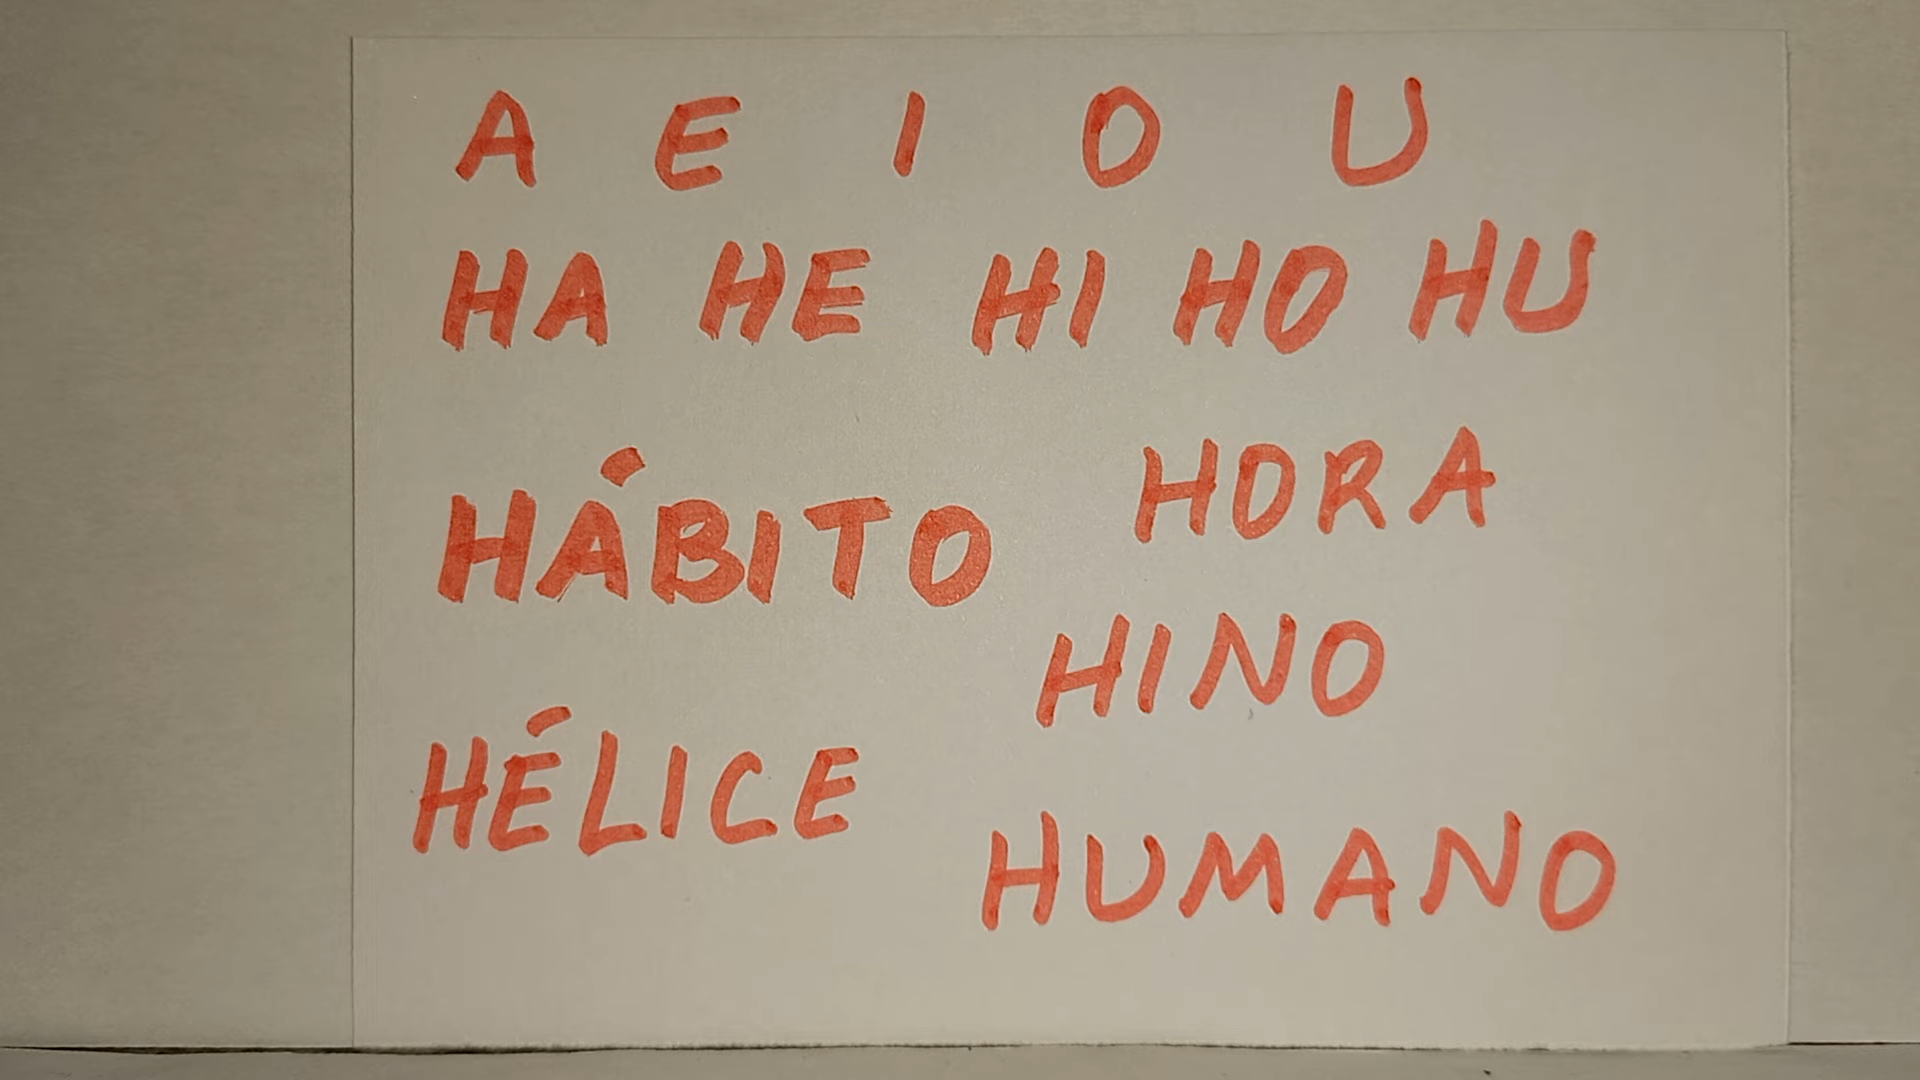 A E I O U
HA HE HI HO HU
HÁBITO
HORA
HINO
HÉLICE
HUMANO